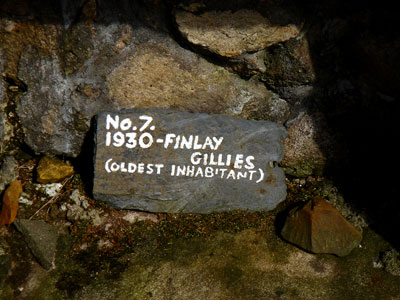 No. 7.
1930-FINLAY
GILLIES
(OLDEST INHABITANT)